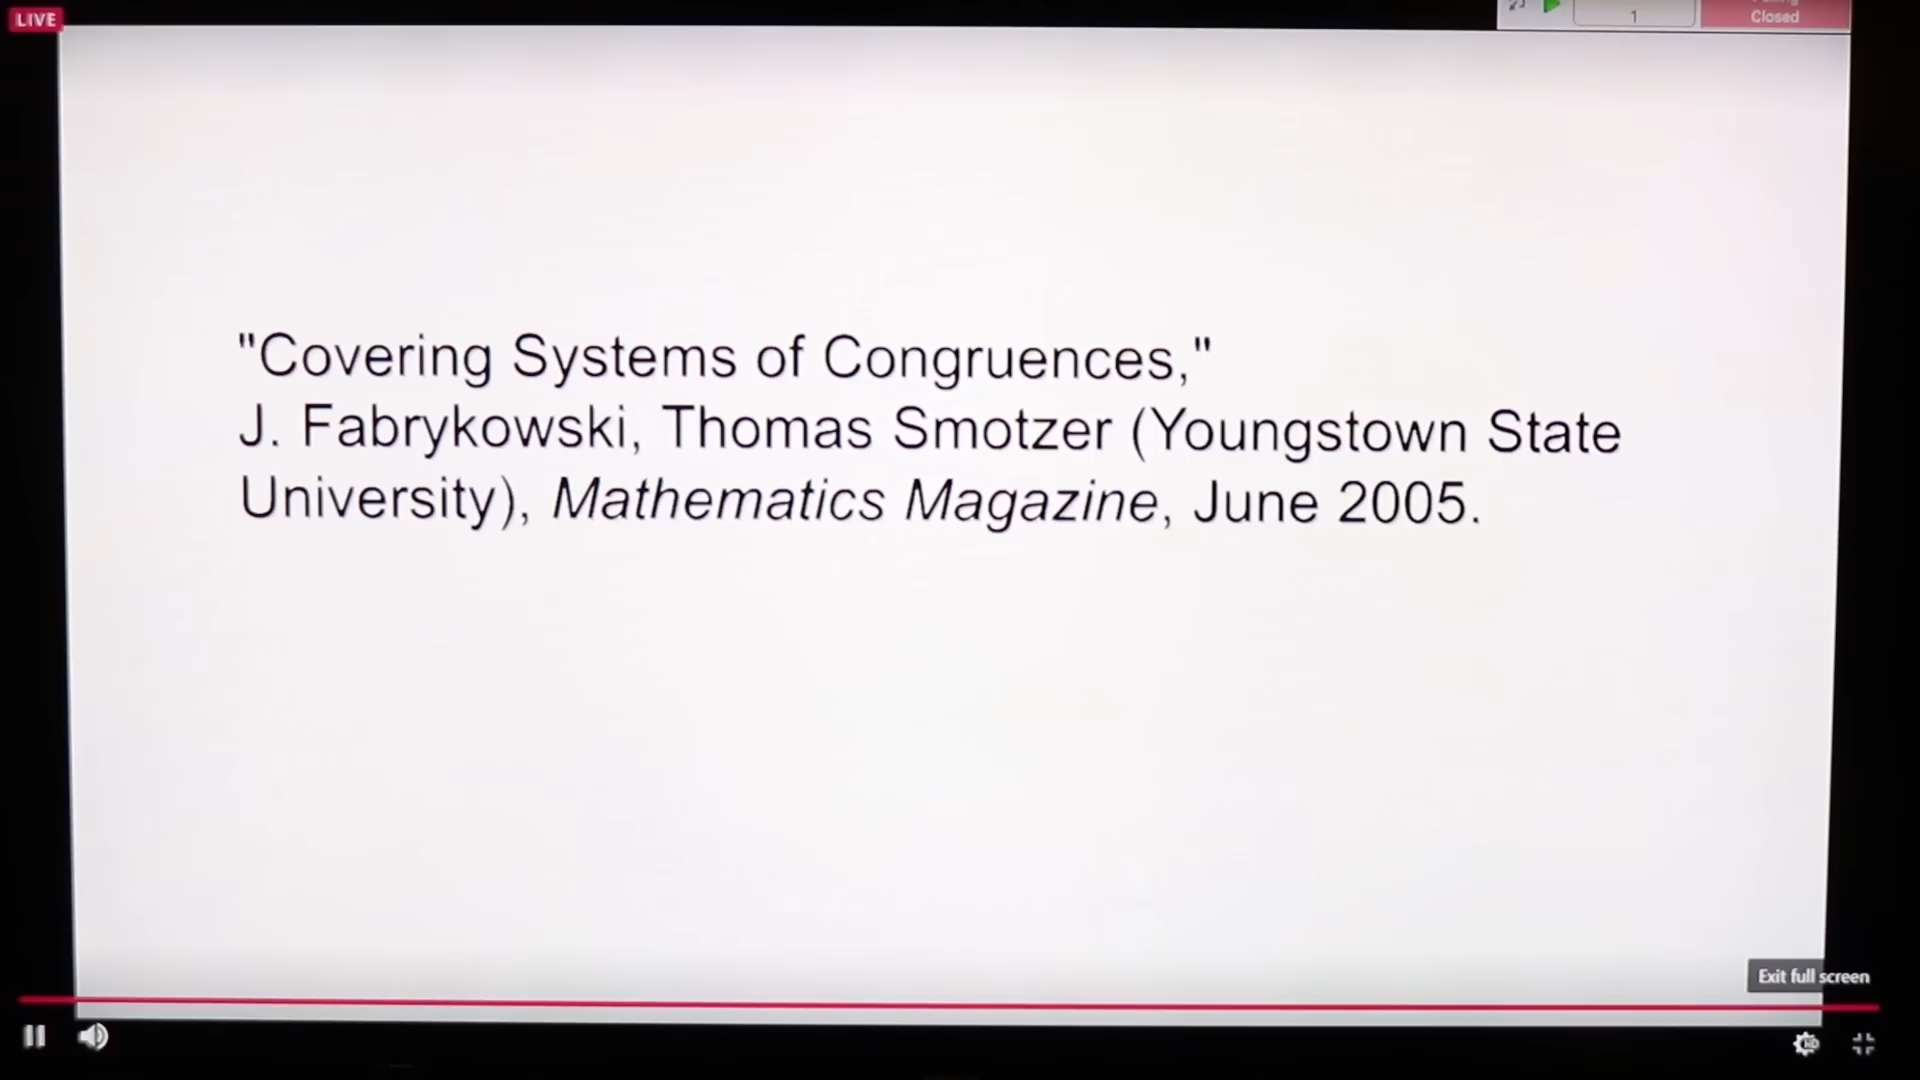 LIVE
1
Closed
"Covering Systems of Congruences,"
J. Fabrykowski, Thomas Smotzer (Youngstown State
University), Mathematics Magazine, June 2005.
Exit full screen
HD